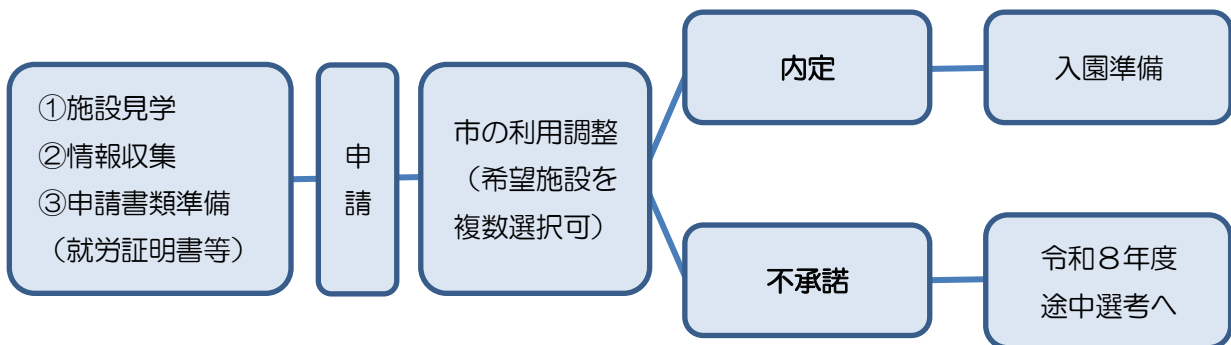 ①施設見学
②情報収集
③申請書類準備
（就労証明書等）
申
請
市の利用調整
（希望施設を
複数選択可）
内定
入園準備
不承諾
令和８年度
途中選考へ